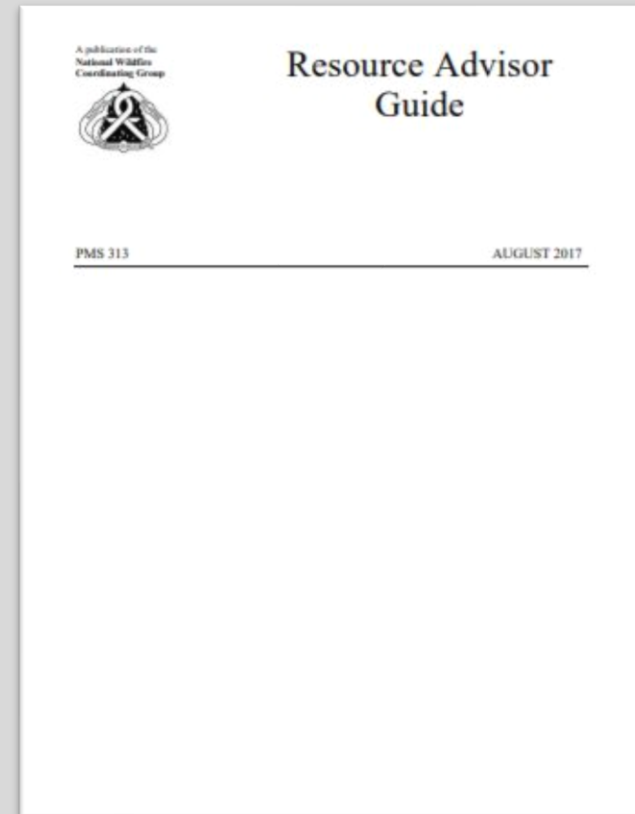 A publication of the
National Wildfire
Coordinating Group
Resource Advisor
Guide
PMS 313
AUGUST 2017